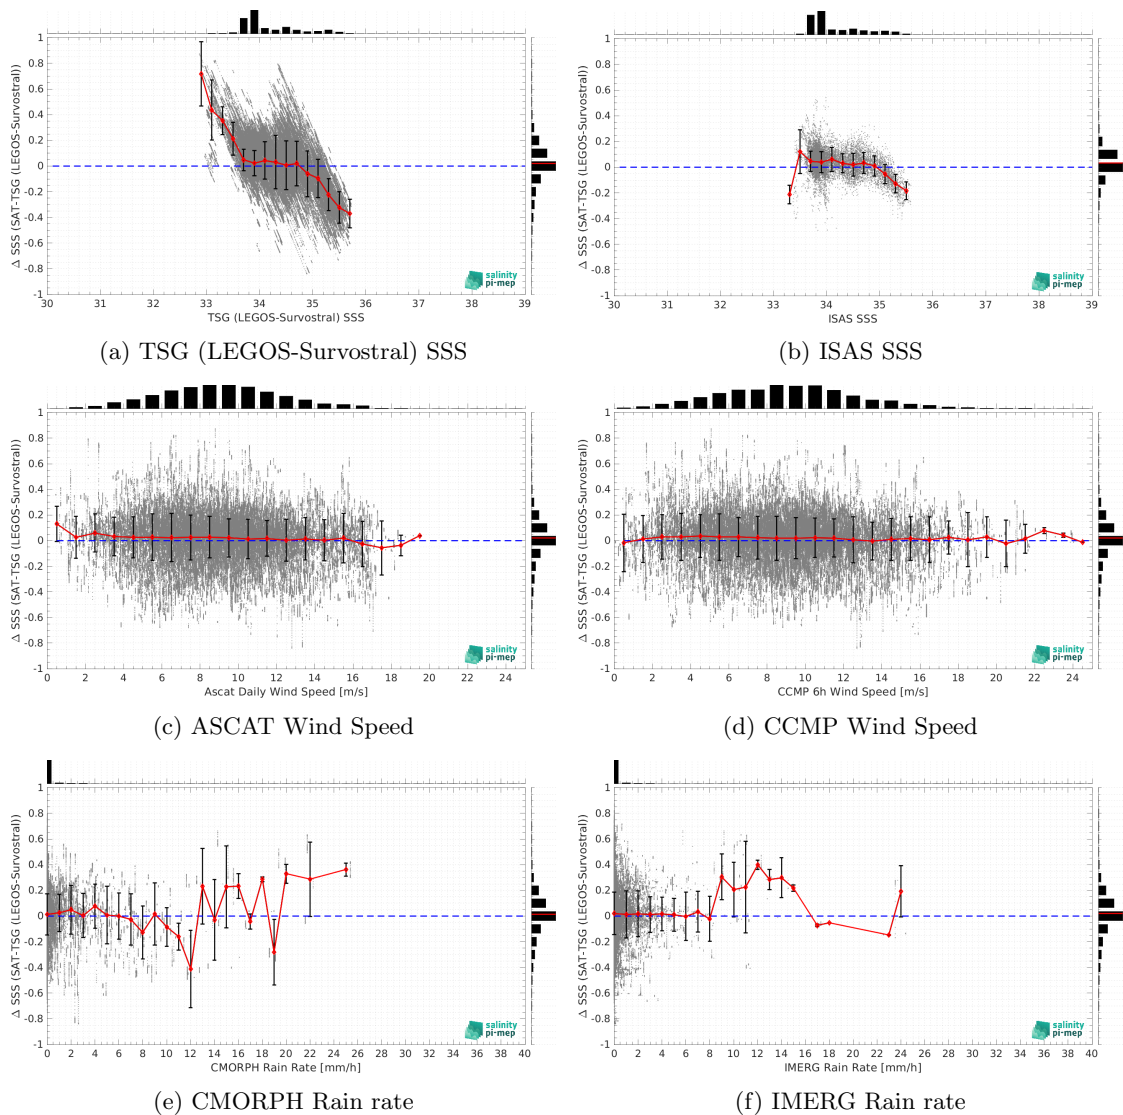 1
0.8
0.6
0.4
0.2
0
-0.2
-0.4
-0.6
-0.8
-1
Δ SSS (SAT-TSG (LEGOS-Survostral))
30 31 32 33 34 35 36 37 38 39
TSG (LEGOS-Survostral) SSS
salinity
pi-mep
(a) TSG (LEGOS-Survostral) SSS
1
0.8
0.6
0.4
0.2
0
-0.2
-0.4
-0.6
-0.8
-1
Δ SSS (SAT-TSG (LEGOS-Survostral))
30 31 32 33 34 35 36 37 38 39
ISAS SSS
salinity
pi-mep
(b) ISAS SSS
1
0.8
0.6
0.4
0.2
0
-0.2
-0.4
-0.6
-0.8
-1
Δ SSS (SAT-TSG (LEGOS-Survostral))
0 2 4 6 8 10 12 14 16 18 20 22 24
Ascat Daily Wind Speed [m/s]
salinity
pi-mep
(c) ASCAT Wind Speed
1
0.8
0.6
0.4
0.2
0
-0.2
-0.4
-0.6
-0.8
-1
Δ SSS (SAT-TSG (LEGOS-Survostral))
0 2 4 6 8 10 12 14 16 18 20 22 24
CCMP 6h Wind Speed [m/s]
salinity
pi-mep
(d) CCMP Wind Speed
1
0.8
0.6
0.4
0.2
0
-0.2
-0.4
-0.6
-0.8
-1
Δ SSS (SAT-TSG (LEGOS-Survostral))
0 2 4 6 8 10 12 14 16 18 20 22 24 26 28 30 32 34 36 38 40
CMORPH Rain Rate [mm/h]
salinity
pi-mep
(e) CMORPH Rain rate
1
0.8
0.6
0.4
0.2
0
-0.2
-0.4
-0.6
-0.8
-1
Δ SSS (SAT-TSG (LEGOS-Survostral))
0 2 4 6 8 10 12 14 16 18 20 22 24 26 28 30 32 34 36 38 40
IMERG Rain Rate [mm/h]
salinity
pi-mep
(f) IMERG Rain rate